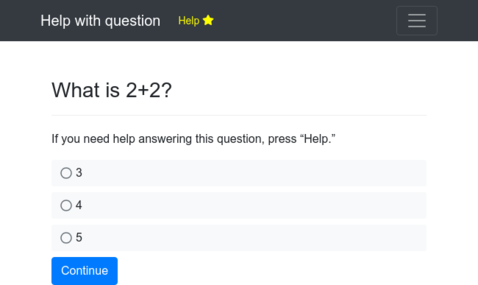 Help with question
Help
What is 2+2?
If you need help answering this question, press “Help.”
3
4
5
Continue